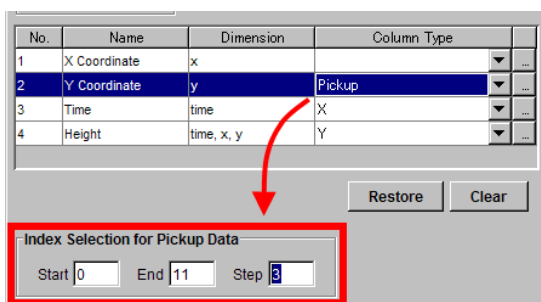 No. Name Dimension Column Type
1 X Coordinate x ...
2 Y Coordinate y Pickup ...
3 Time time X ...
4 Height time, x, y Y ...
Restore Clear
Index Selection for Pickup Data
Start 0 End 11 Step 3